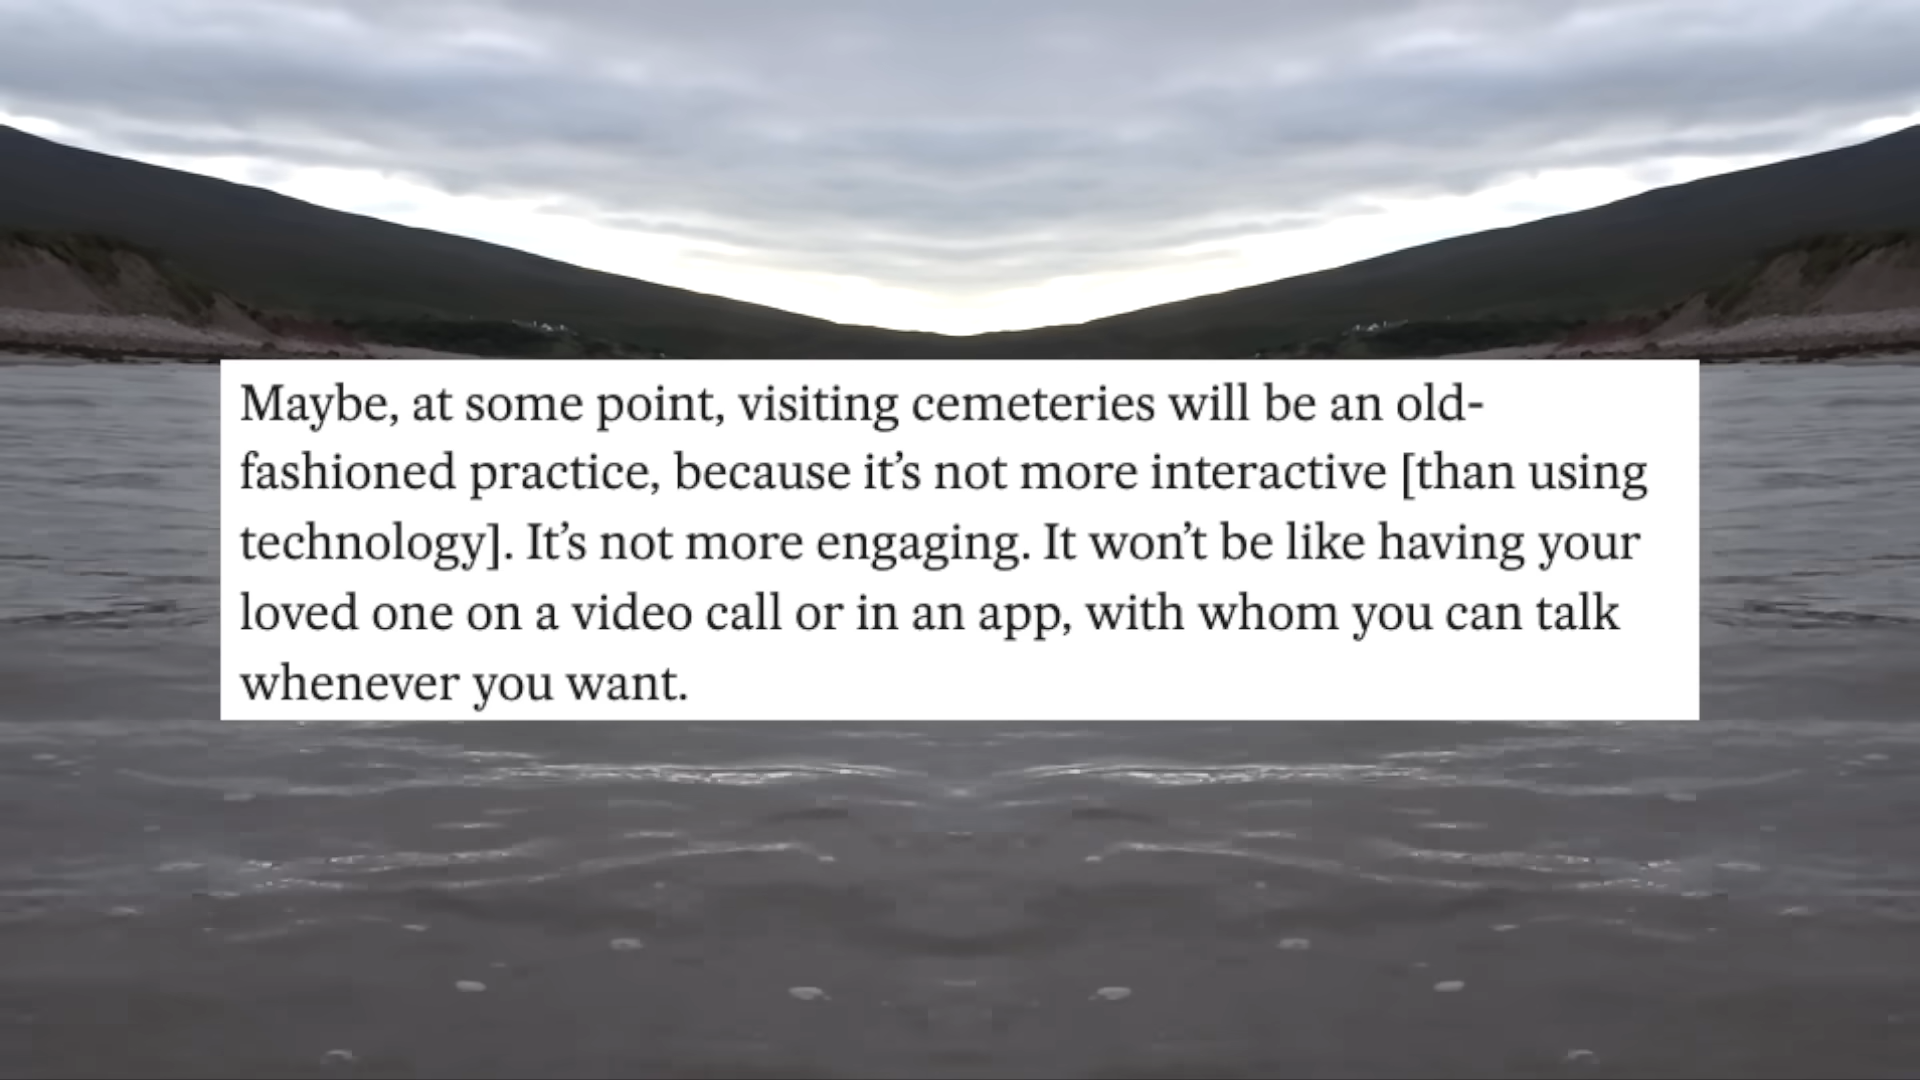 Maybe, at some point, visiting cemeteries will be an old-
fashioned practice, because it’s not more interactive [than using
technology]. It’s not more engaging. It won’t be like having your
loved one on a video call or in an app, with whom you can talk
whenever you want.